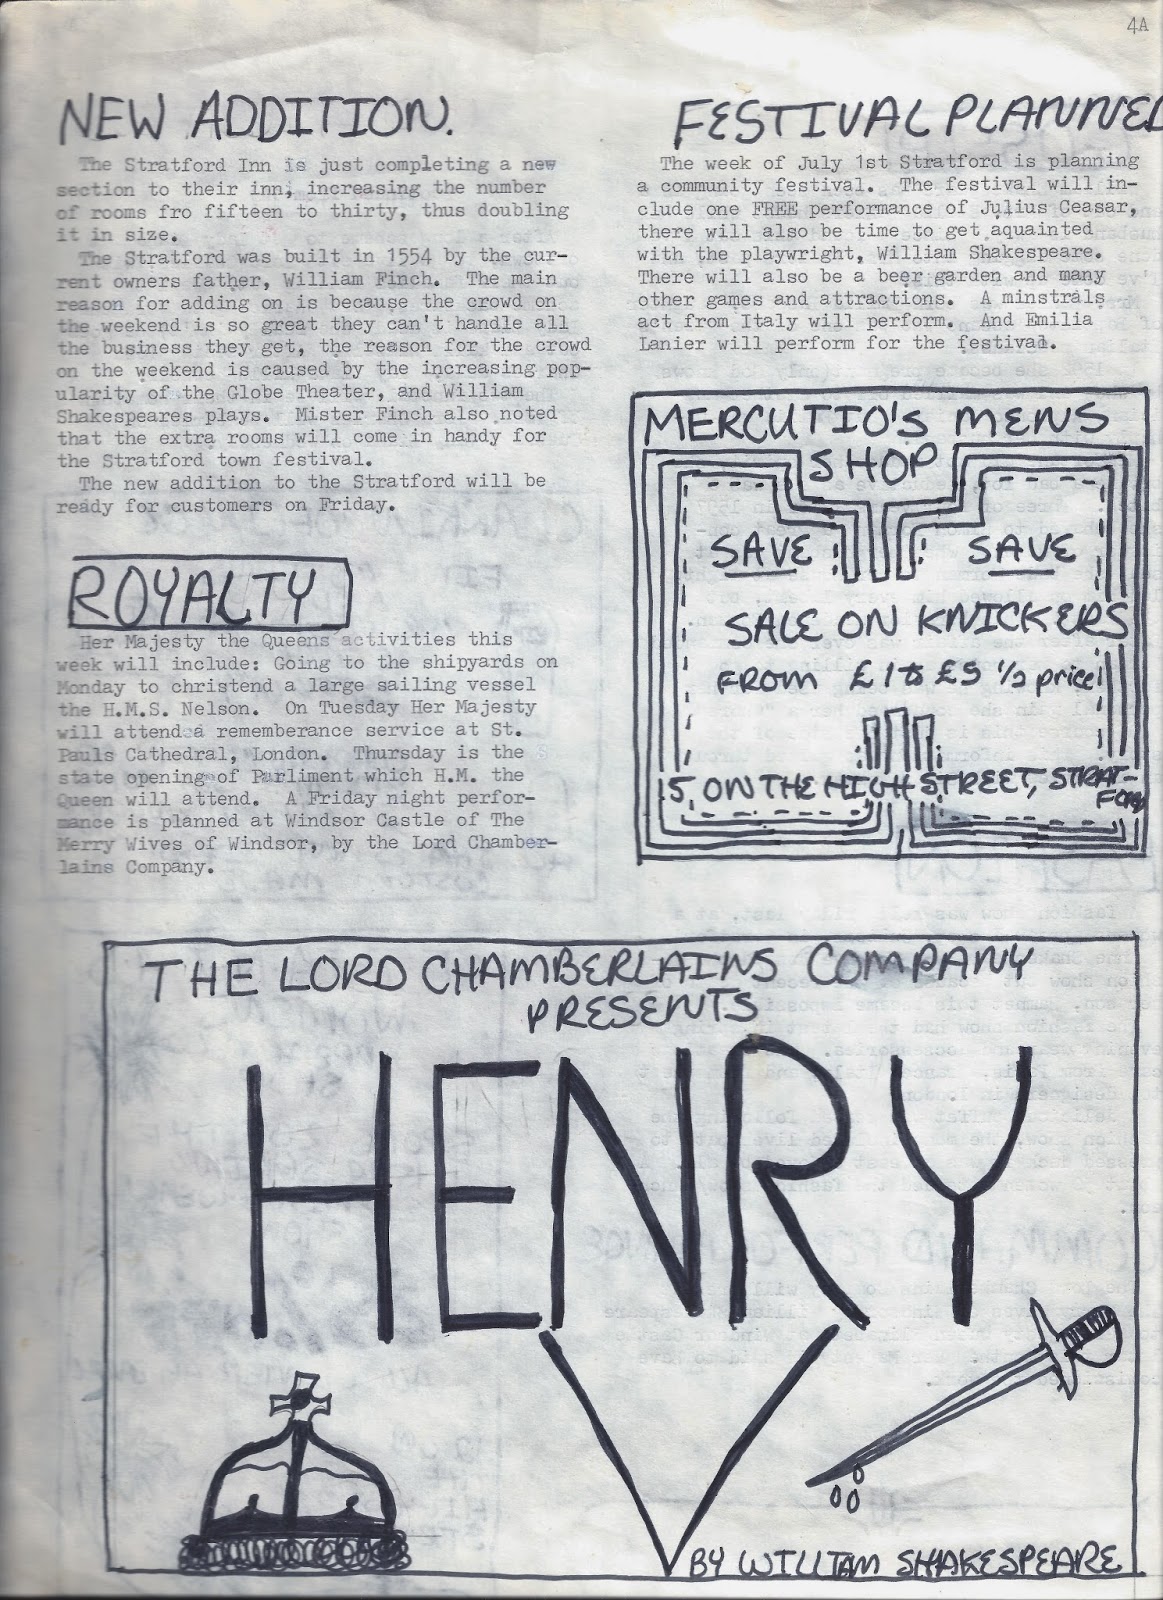 4A
NEW ADDITION.
The Stratford Inn is just completing a new
section to their inn, increasing the number
of rooms fro fifteen to thirty, thus doubling
it in size.
The Stratford was built in 1554 by the cur-
rent owners father, William Finch. The main
reason for adding on is because the crowd on
the weekend is so great they can't handle all
the business they get, the reason for the crowd
on the weekend is caused by the increasing pop-
ularity of the Globe Theater, and William
Shakespeares plays. Mister Finch also noted
that the extra rooms will come in handy for
the Stratford town festival.
The new addition to the Stratford will be
ready for customers on Friday.
ROYALTY
Her Majesty the Queens activities this
week will include: Going to the shipyards on
Monday to christend a large sailing vessel
the H.M.S. Nelson. On Tuesday Her Majesty
will attend a rememberance service at St.
Pauls Cathedral, London. Thursday is the
state opening of Parliment which H.M. the
Queen will attend. A Friday night perfor-
mance is planned at Windsor Castle of The
Merry Wives of Windsor, by the Lord Chamber-
lains Company.
FESTIVAL PLANNED
The week of July 1st Stratford is planning
a community festival. The festival will in-
clude one FREE performance of Julius Ceasar,
there will also be time to get aquainted
with the playwright, William Shakespeare.
There will also be a beer garden and many
other games and attractions. A minstrals
act from Italy will perform. And Emilia
Lanier will perform for the festival.
MERCUTIO'S MENS
SHOP
SAVE SAVE
SALE ON KNICKERS
FROM £1 to £5 1/2 price!
5, ON THE HIGH STREET, STRAT-
FORD
THE LORD CHAMBERLAINS COMPANY
PRESENTS
HENRY
V
BY WILLIAM SHAKESPEARE